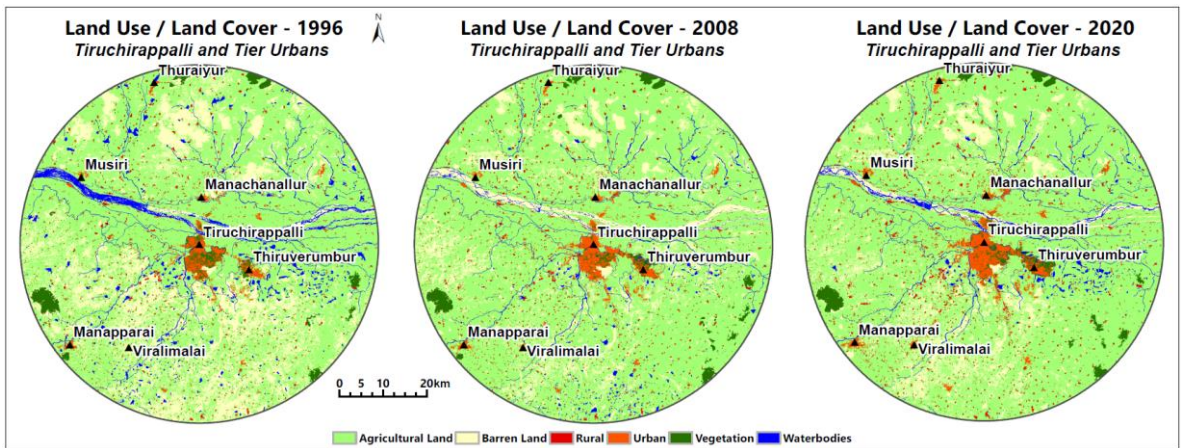 Land Use / Land Cover - 1996
Tiruchirappalli and Tier Urbans
N
Land Use / Land Cover - 2008
Tiruchirappalli and Tier Urbans
Land Use / Land Cover - 2020
Tiruchirappalli and Tier Urbans
Thuraiyur
Musiri
Manachanallur
Tiruchirappalli
Thiruverumbur
Manapparai
Viralimalai
Thuraiyur
Musiri
Manachanallur
Tiruchirappalli
Thiruverumbur
Manapparai
Viralimalai
Thuraiyur
Musiri
Manachanallur
Tiruchirappalli
Thiruverumbur
Manapparai
Viralimalai
0 5 10 20km
Agricultural Land Barren Land Rural Urban Vegetation Waterbodies